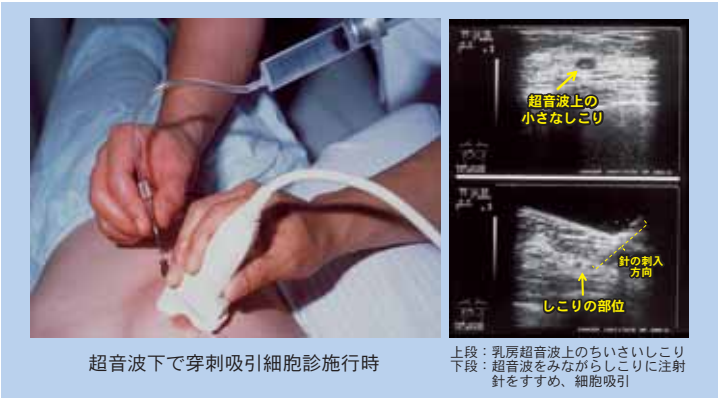 超音波上の
小さなしこり
針の刺入
方向
しこりの部位
超音波下で穿刺吸引細胞診施行時
上段：乳房超音波上のちいさいしこり
下段：超音波をみながらしこりに注射
針をすすめ、細胞吸引